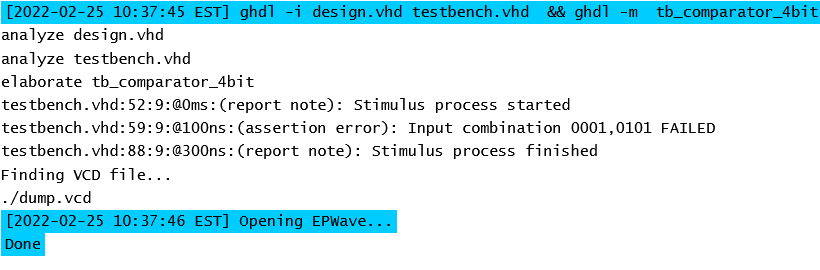 [2022-02-25 10:37:45 EST] ghdl -i design.vhd testbench.vhd  && ghdl -m  tb_comparator_4bit
analyze design.vhd
analyze testbench.vhd
elaborate tb_comparator_4bit
testbench.vhd:52:9:@0ms:(report note): Stimulus process started
testbench.vhd:59:9:@100ns:(assertion error): Input combination 0001,0101 FAILED
testbench.vhd:88:9:@300ns:(report note): Stimulus process finished
Finding VCD file...
./dump.vcd
[2022-02-25 10:37:46 EST] Opening EPWave...
Done